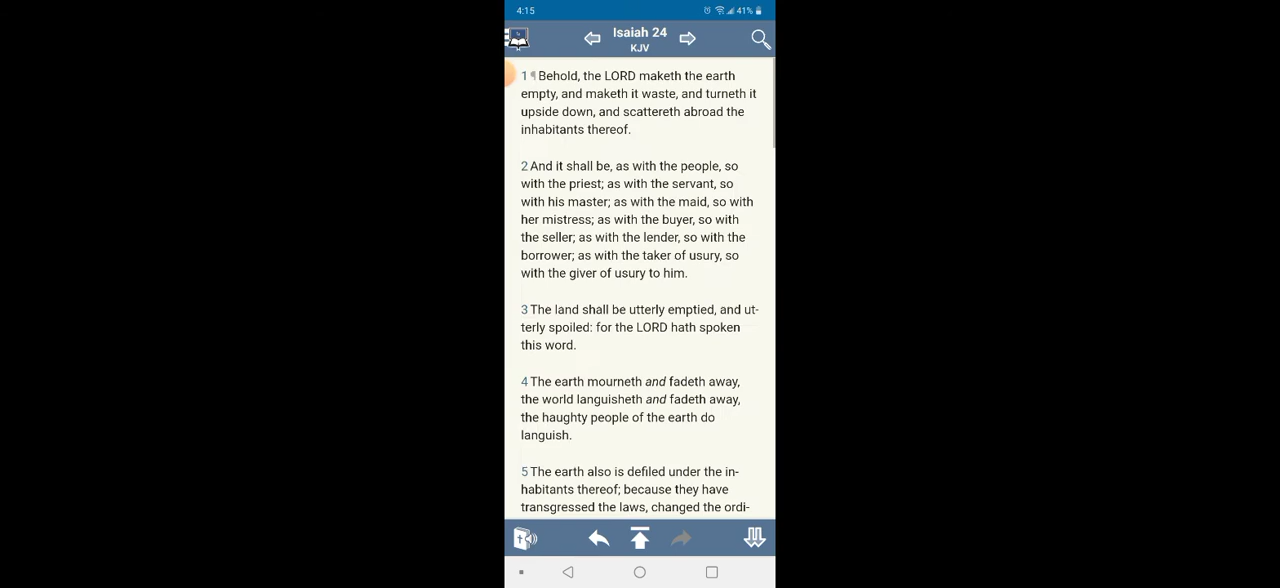 4:15 41%
Isaiah 24
KJV
1 ¶ Behold, the LORD maketh the earth
empty, and maketh it waste, and turneth it
upside down, and scattereth abroad the
inhabitants thereof.
2 And it shall be, as with the people, so
with the priest; as with the servant, so
with his master; as with the maid, so with
her mistress; as with the buyer, so with
the seller; as with the lender, so with the
borrower; as with the taker of usury, so
with the giver of usury to him.
3 The land shall be utterly emptied, and ut-
terly spoiled: for the LORD hath spoken
this word.
4 The earth mourneth and fadeth away,
the world languisheth and fadeth away,
the haughty people of the earth do
languish.
5 The earth also is defiled under the in-
habitants thereof; because they have
transgressed the laws, changed the ordi-